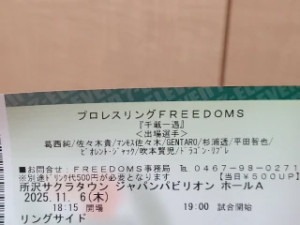 プロレスリングFREEDOMS
『千載一遇』
<出場選手>
葛西純/佐々木貴/マンモス佐々木/GENTARO/杉浦透/平田智也/
ビオレント・ジャック/吹本賢児/ドラゴン・リブレ
■お問合せ FREEDOMS事務局 TEL 0467-98-0271
※別途ドリンク代500円が必要となります 【当日¥500UP】
所沢サクラタウン ジャパンパビリオン ホールA
2025.11. 6(木)
18:15 開場 19:00 試合開始
リングサイド